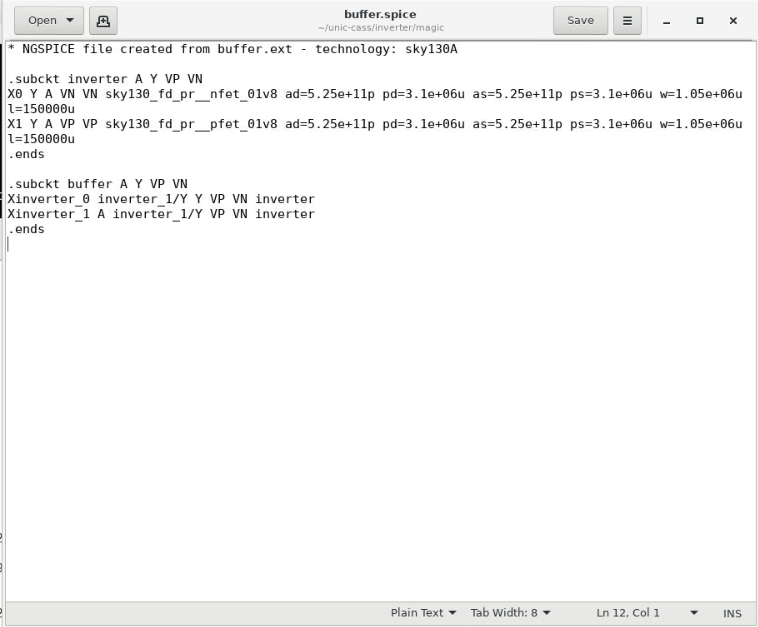 Open
buffer.spice
~/unic-cass/inverter/magic
Save
* NGSPICE file created from buffer.ext - technology: sky130A
.subckt inverter A Y VP VN
X0 Y A VN VN sky130_fd_pr__nfet_01v8 ad=5.25e+11p pd=3.1e+06u as=5.25e+11p ps=3.1e+06u w=1.05e+06u
l=150000u
X1 Y A VP VP sky130_fd_pr__pfet_01v8 ad=5.25e+11p pd=3.1e+06u as=5.25e+11p ps=3.1e+06u w=1.05e+06u
l=150000u
.ends
.subckt buffer A Y VP VN
Xinverter_0 inverter_1/Y Y VP VN inverter
Xinverter_1 A inverter_1/Y VP VN inverter
.ends
Plain Text
Tab Width: 8
Ln 12, Col 1
INS